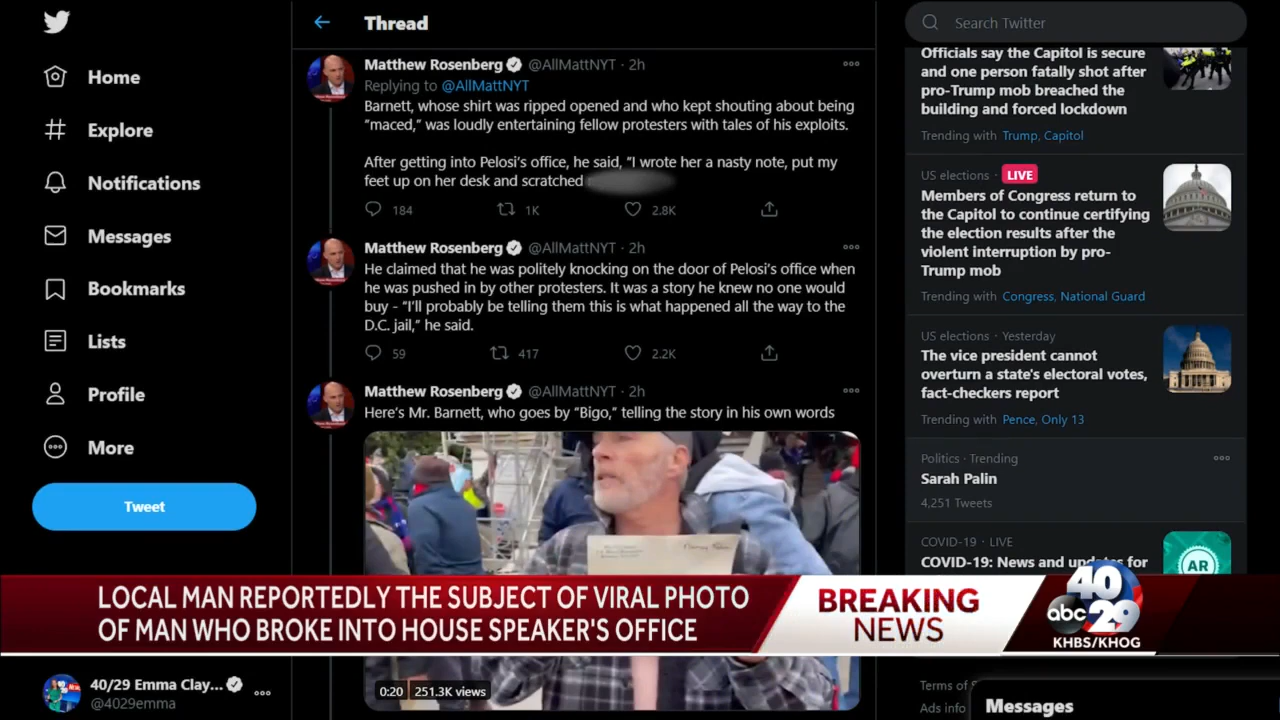 Thread
Search Twitter
Home
Explore
Notifications
Messages
Bookmarks
Lists
Profile
More
Tweet
40/29 Emma Clay...
@4029emma
Matthew Rosenberg @AllMattNYT · 2h
Replying to @AllMattNYT
Barnett, whose shirt was ripped opened and who kept shouting about being
“maced,” was loudly entertaining fellow protesters with tales of his exploits.
After getting into Pelosi’s office, he said, “I wrote her a nasty note, put my
feet up on her desk and scratched
184 1K 2.8K
Matthew Rosenberg @AllMattNYT · 2h
He claimed that he was politely knocking on the door of Pelosi’s office when
he was pushed in by other protesters. It was a story he knew no one would
buy - “I’ll probably be telling them this is what happened all the way to the
D.C. jail,” he said.
59 417 2.2K
Matthew Rosenberg @AllMattNYT · 2h
Here’s Mr. Barnett, who goes by “Bigo,” telling the story in his own words
0:20 251.3K views
Officials say the Capitol is secure
and one person fatally shot after
pro-Trump mob breached the
building and forced lockdown
Trending with Trump, Capitol
US elections · LIVE
Members of Congress return to
the Capitol to continue certifying
the election results after the
violent interruption by pro-
Trump mob
Trending with Congress, National Guard
US elections · Yesterday
The vice president cannot
overturn a state's electoral votes,
fact-checkers report
Trending with Pence, Only 13
Politics · Trending
Sarah Palin
4,251 Tweets
COVID-19 · LIVE
COVID-19: News and updates for
AR
LOCAL MAN REPORTEDLY THE SUBJECT OF VIRAL PHOTO
OF MAN WHO BROKE INTO HOUSE SPEAKER'S OFFICE
BREAKING
NEWS
40
abc 29
KHBS/KHOG
Terms of
Ads info
Messages